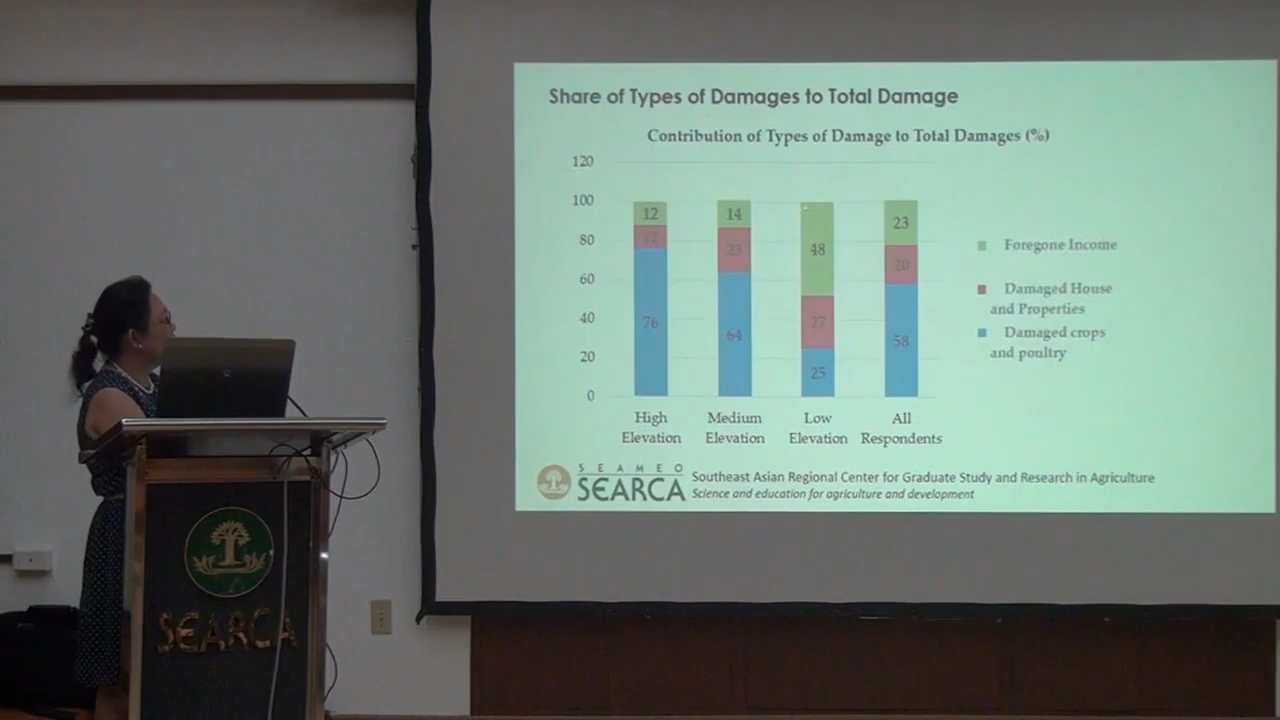 Share of Types of Damages to Total Damage
Contribution of Types of Damage to Total Damages (%)
120
100
80
60
40
20
0
12
12
76
14
23
64
48
27
25
23
20
58
High
Elevation
Medium
Elevation
Low
Elevation
All
Respondents
Foregone Income
Damaged House
and Properties
Damaged crops
and poultry
SEAMEO
SEARCA
Southeast Asian Regional Center for Graduate Study and Research in Agriculture
Science and education for agriculture and development
SEARCA